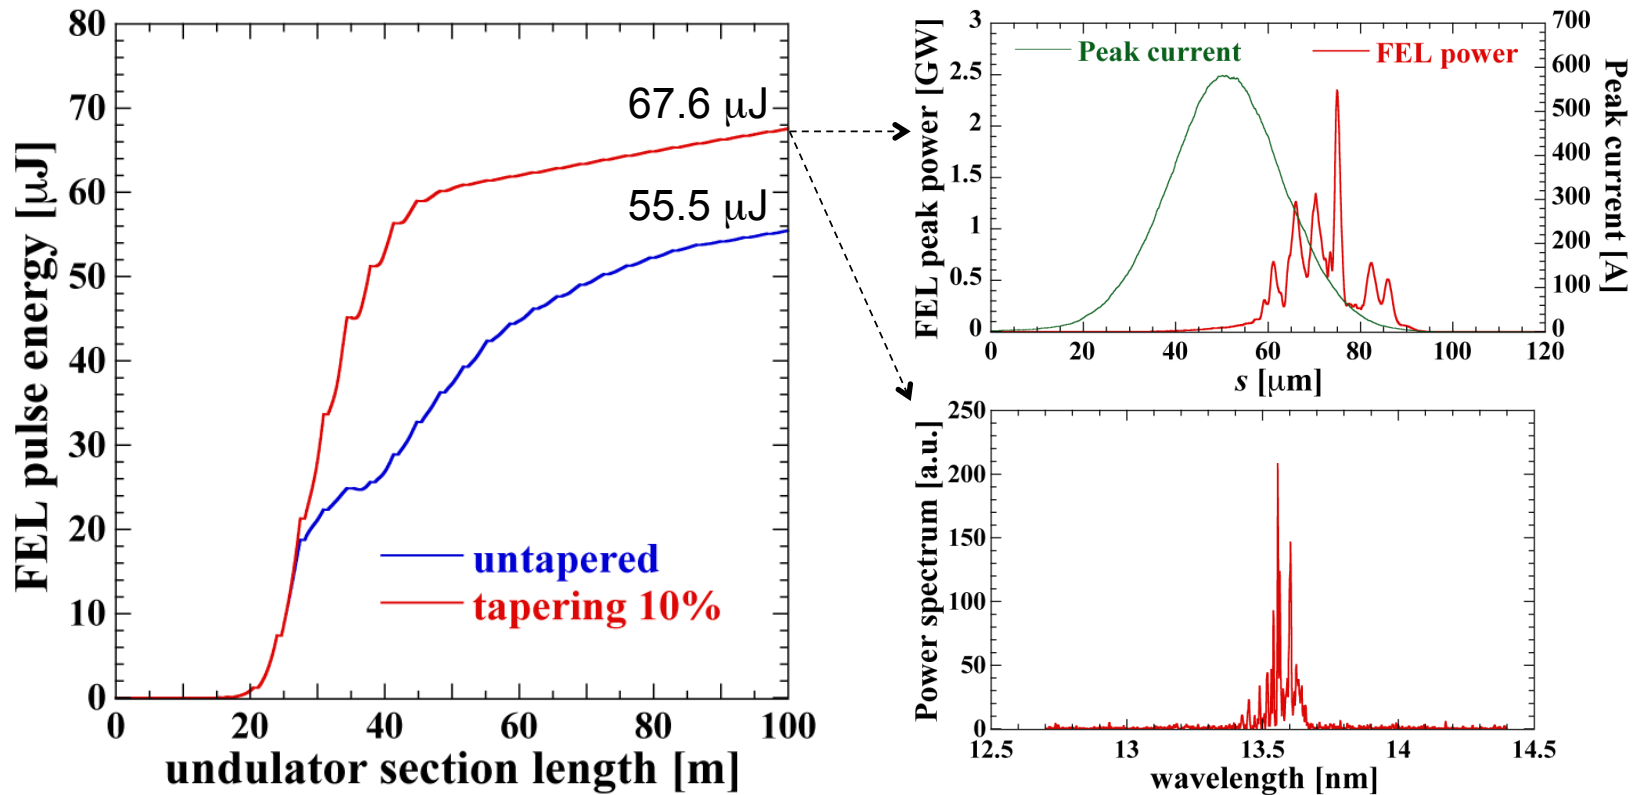 FEL pulse energy [μJ]
80
70
60
50
40
30
20
10
0
67.6 μJ
55.5 μJ
untapered
tapering 10%
0 20 40 60 80 100
undulator section length [m]
FEL peak power [GW]
3
2.5
2
1.5
1
0.5
0
Peak current
FEL power
700
600
500
400
300
200
100
0
Peak current [A]
0 20 40 60 80 100 120
s [μm]
Power spectrum [a.u.]
250
200
150
100
50
0
12.5 13 13.5 14 14.5
wavelength [nm]